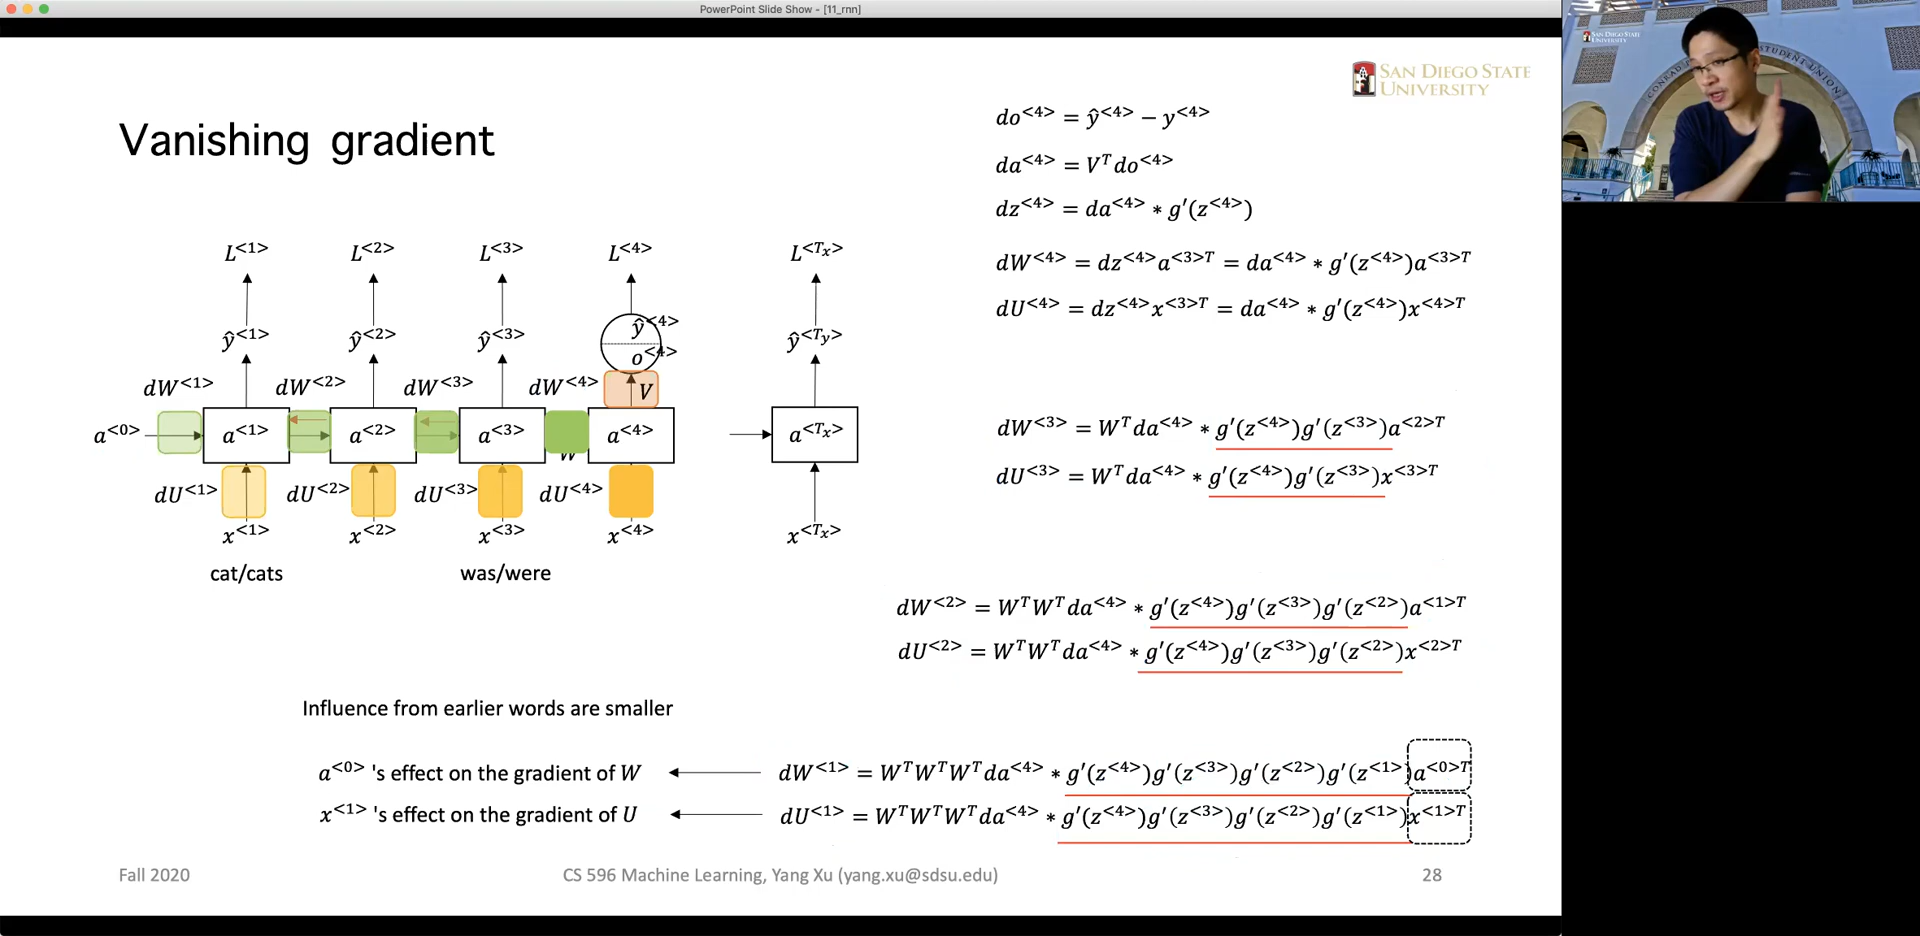 PowerPoint Slide Show - [11_rnn]
SAN DIEGO STATE
UNIVERSITY
SAN DIEGO STATE
UNIVERSITY
STUDENT UNION
Vanishing gradient
do<4> = ŷ<4> − y<4>
da<4> = V^T do<4>
dz<4> = da<4> * g′(z<4>)
dW<4> = dz<4>a<3>T = da<4> * g′(z<4>)a<3>T
dU<4> = dz<4>x<3>T = da<4> * g′(z<4>)x<4>T
L<1> L<2> L<3> L<4> L<Tx>
ŷ<1> ŷ<2> ŷ<3> ŷ<4> ŷ<Ty>
o<4>
dW<1> dW<2> dW<3> dW<4> V
a<0> a<1> a<2> a<3> a<4> a<Tx>
W
dU<1> dU<2> dU<3> dU<4>
x<1> x<2> x<3> x<4> x<Tx>
cat/cats was/were
dW<3> = W^T da<4> * g′(z<4>)g′(z<3>)a<2>T
dU<3> = W^T da<4> * g′(z<4>)g′(z<3>)x<3>T
dW<2> = W^T W^T da<4> * g′(z<4>)g′(z<3>)g′(z<2>)a<1>T
dU<2> = W^T W^T da<4> * g′(z<4>)g′(z<3>)g′(z<2>)x<2>T
Influence from earlier words are smaller
a<0> 's effect on the gradient of W
dW<1> = W^T W^T W^T da<4> * g′(z<4>)g′(z<3>)g′(z<2>)g′(z<1>)a<0>T
x<1> 's effect on the gradient of U
dU<1> = W^T W^T W^T da<4> * g′(z<4>)g′(z<3>)g′(z<2>)g′(z<1>)x<1>T
Fall 2020
CS 596 Machine Learning, Yang Xu (yang.xu@sdsu.edu)
28